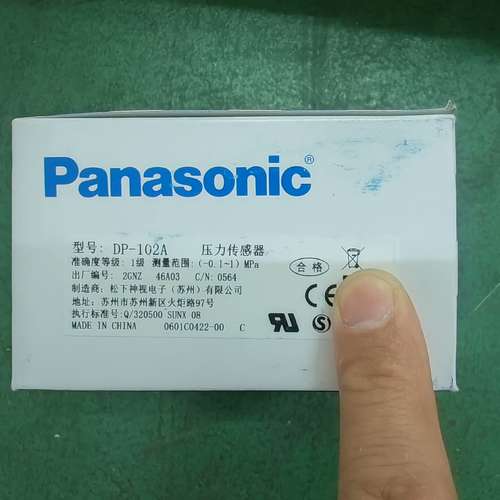 Panasonic®
型号: DP-102A 压力传感器
准确度等级: 1级 测量范围:(-0.1~1) MPa
出厂编号: 2GNZ 46A03 C/N: 0564
制造商: 松下神视电子（苏州）有限公司
地址: 苏州市苏州新区火炬路97号
执行标准号:Q/320500 SUNX 08
MADE IN CHINA 0601C0422-00 C
合格
CE